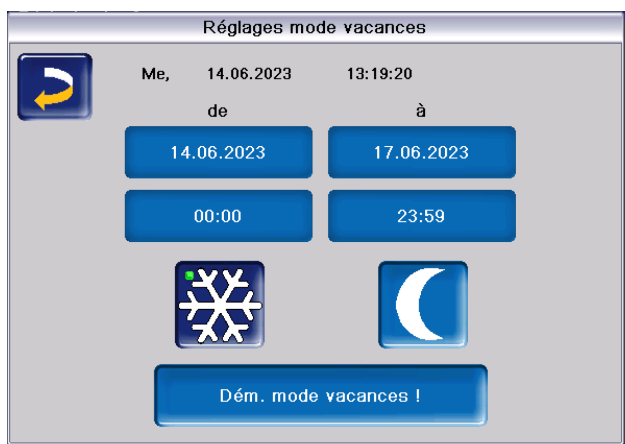 Réglages mode vacances
Me, 14.06.2023 13:19:20
de à
14.06.2023 17.06.2023
00:00 23:59
Dém. mode vacances !